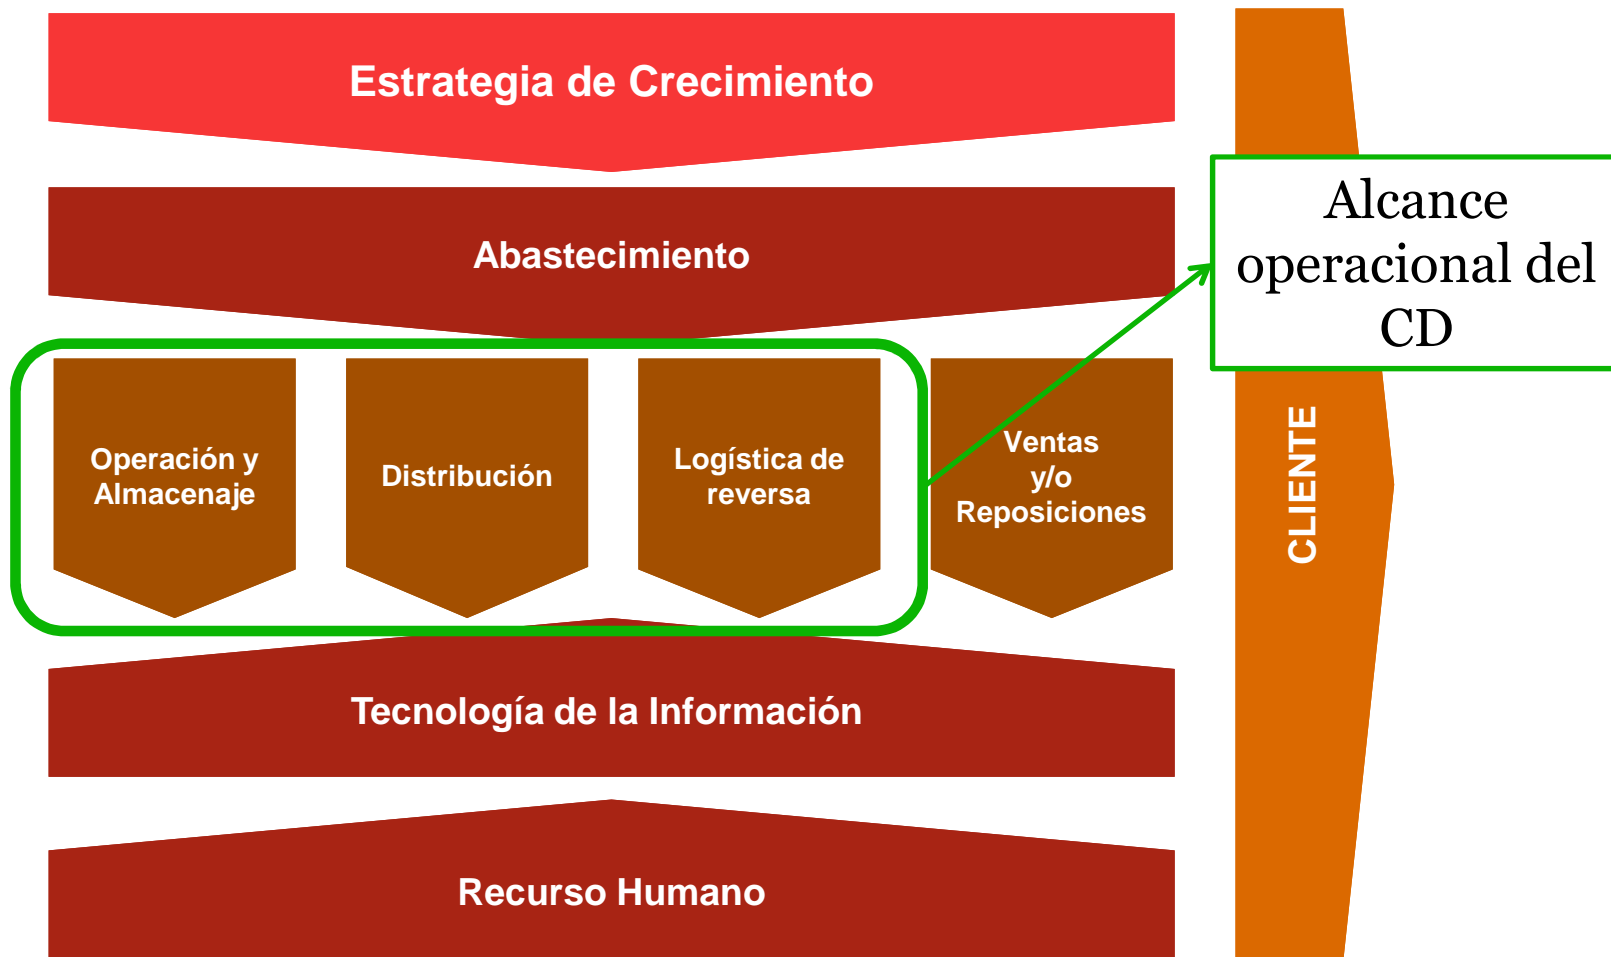 Estrategia de Crecimiento
Abastecimiento
Alcance
operacional del
CD
Operación y
Almacenaje
Distribución
Logística de
reversa
Ventas
y/o
Reposiciones
CLIENTE
Tecnología de la Información
Recurso Humano